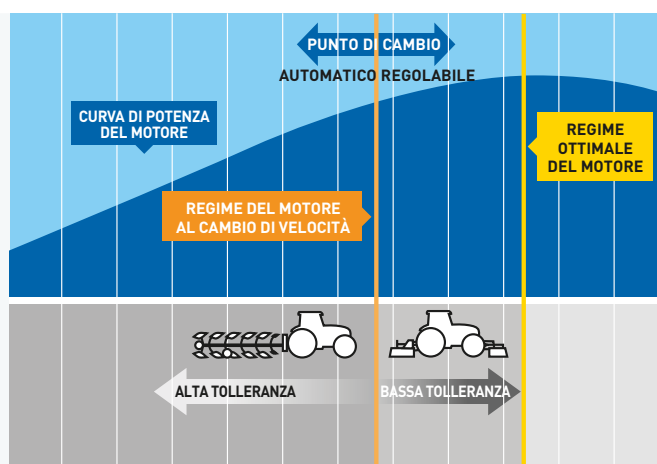 PUNTO DI CAMBIO
AUTOMATICO REGOLABILE
CURVA DI POTENZA
DEL MOTORE
REGIME
OTTIMALE
DEL MOTORE
REGIME DEL MOTORE
AL CAMBIO DI VELOCITÀ
ALTA TOLLERANZA
BASSA TOLLERANZA